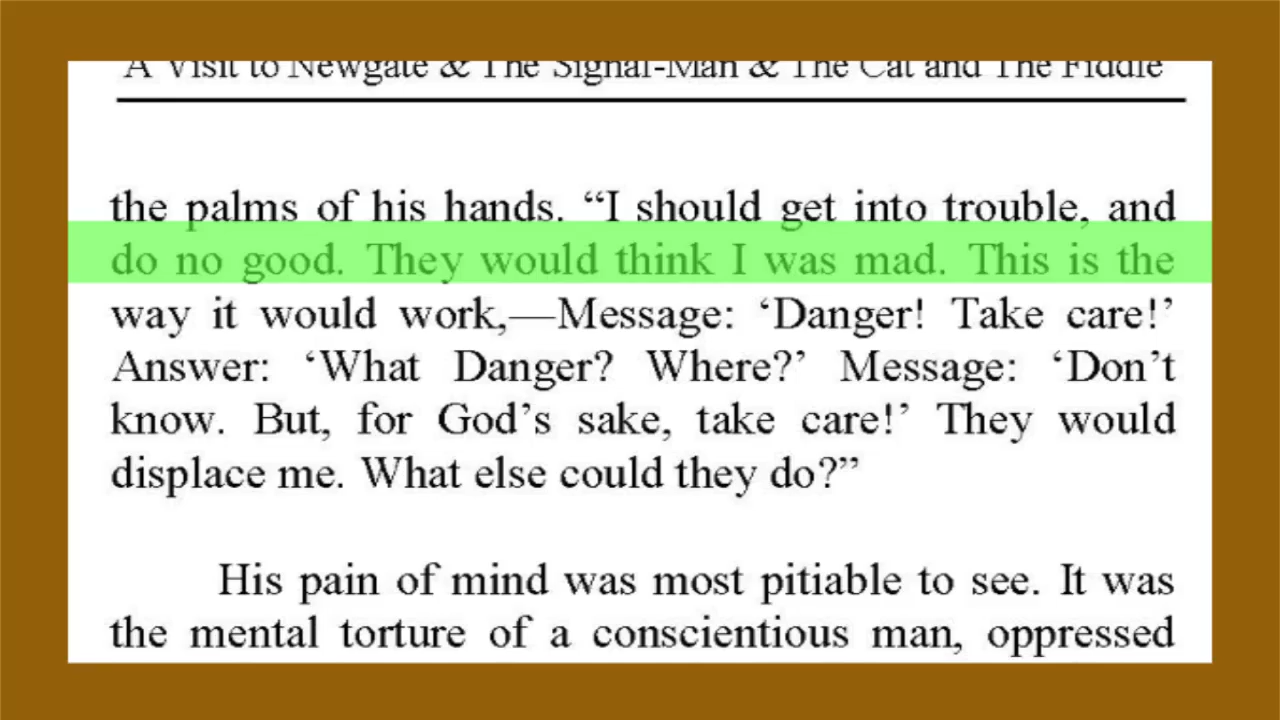 A Visit to Newgate & The Signal-Man & The Cat and The Fiddle
the palms of his hands. “I should get into trouble, and
do no good. They would think I was mad. This is the
way it would work,—Message: ‘Danger! Take care!’
Answer: ‘What Danger? Where?’ Message: ‘Don’t
know. But, for God’s sake, take care!’ They would
displace me. What else could they do?”
His pain of mind was most pitiable to see. It was
the mental torture of a conscientious man, oppressed